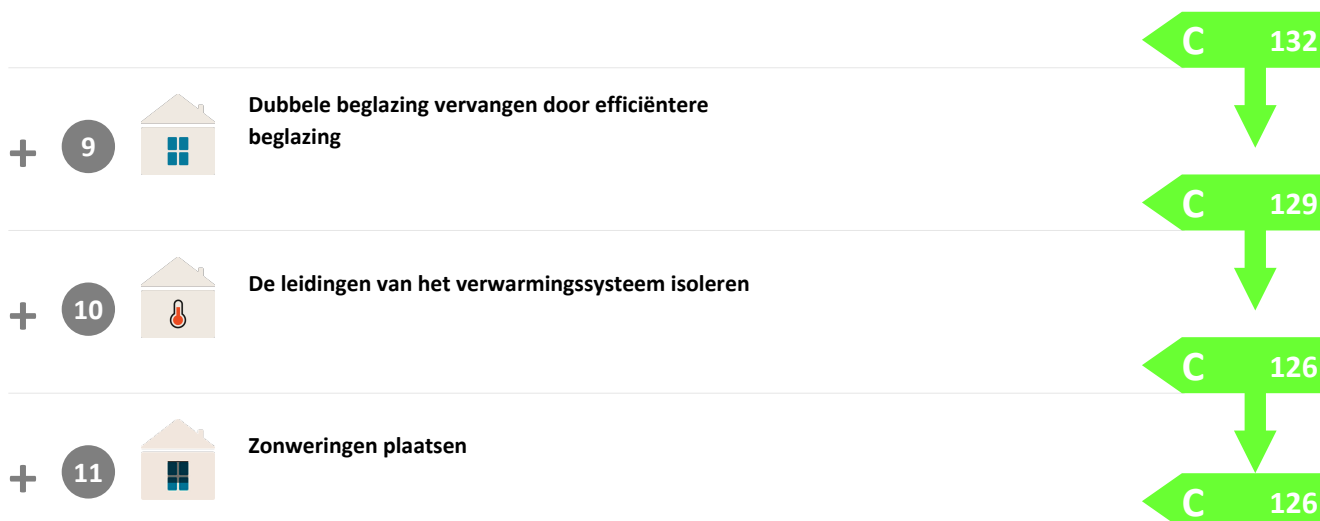 C 132
Dubbele beglazing vervangen door efficiëntere
beglazing
+ 9
C 129
De leidingen van het verwarmingssysteem isoleren
+ 10
C 126
Zonweringen plaatsen
+ 11
C 126